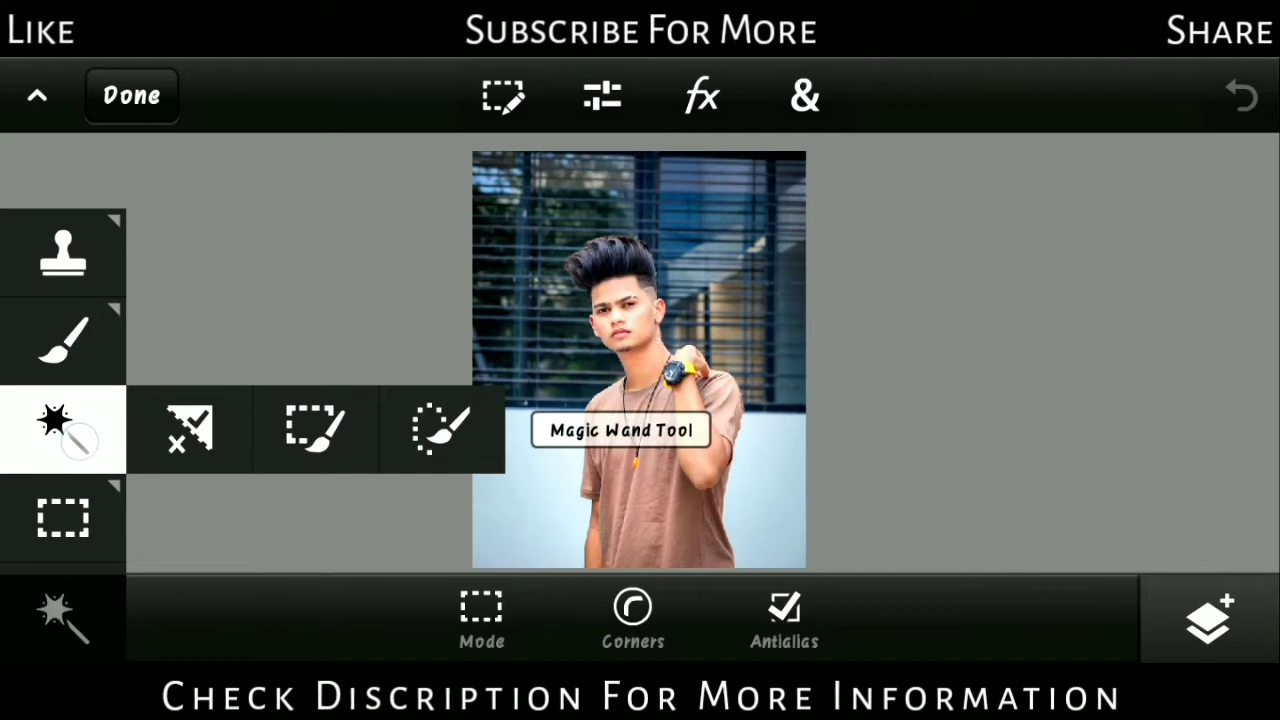 LIKE
SUBSCRIBE FOR MORE
SHARE
Done
fx
&
Magic Wand Tool
Mode
Corners
Antialias
CHECK DISCRIPTION FOR MORE INFORMATION